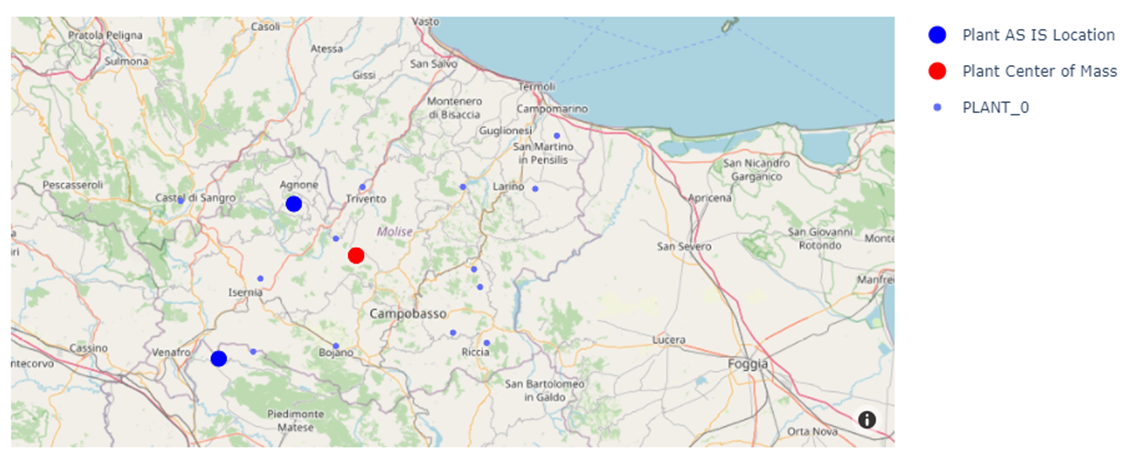 Vasto
Casoli
Pratola Peligna
Atessa
Sulmona
San Salvo
Gissi
Termoli
Montenero
di Bisaccia
Campomarino
Guglionesi
San Martino
in Pensilis
San Nicandro
Garganico
Pescasseroli
Agnone
Larino
Castel di Sangro
Trivento
Apricena
Molise
San Giovanni
Rotondo
Monte
San Severo
iri
Manfre
Isernia
Campobasso
Lucera
Cassino
Venafro
Bojano
Riccia
ntecorvo
Foggia
San Bartolomeo
in Galdo
Piedimonte
Matese
Orta Nova
i
Plant AS IS Location
Plant Center of Mass
PLANT_0